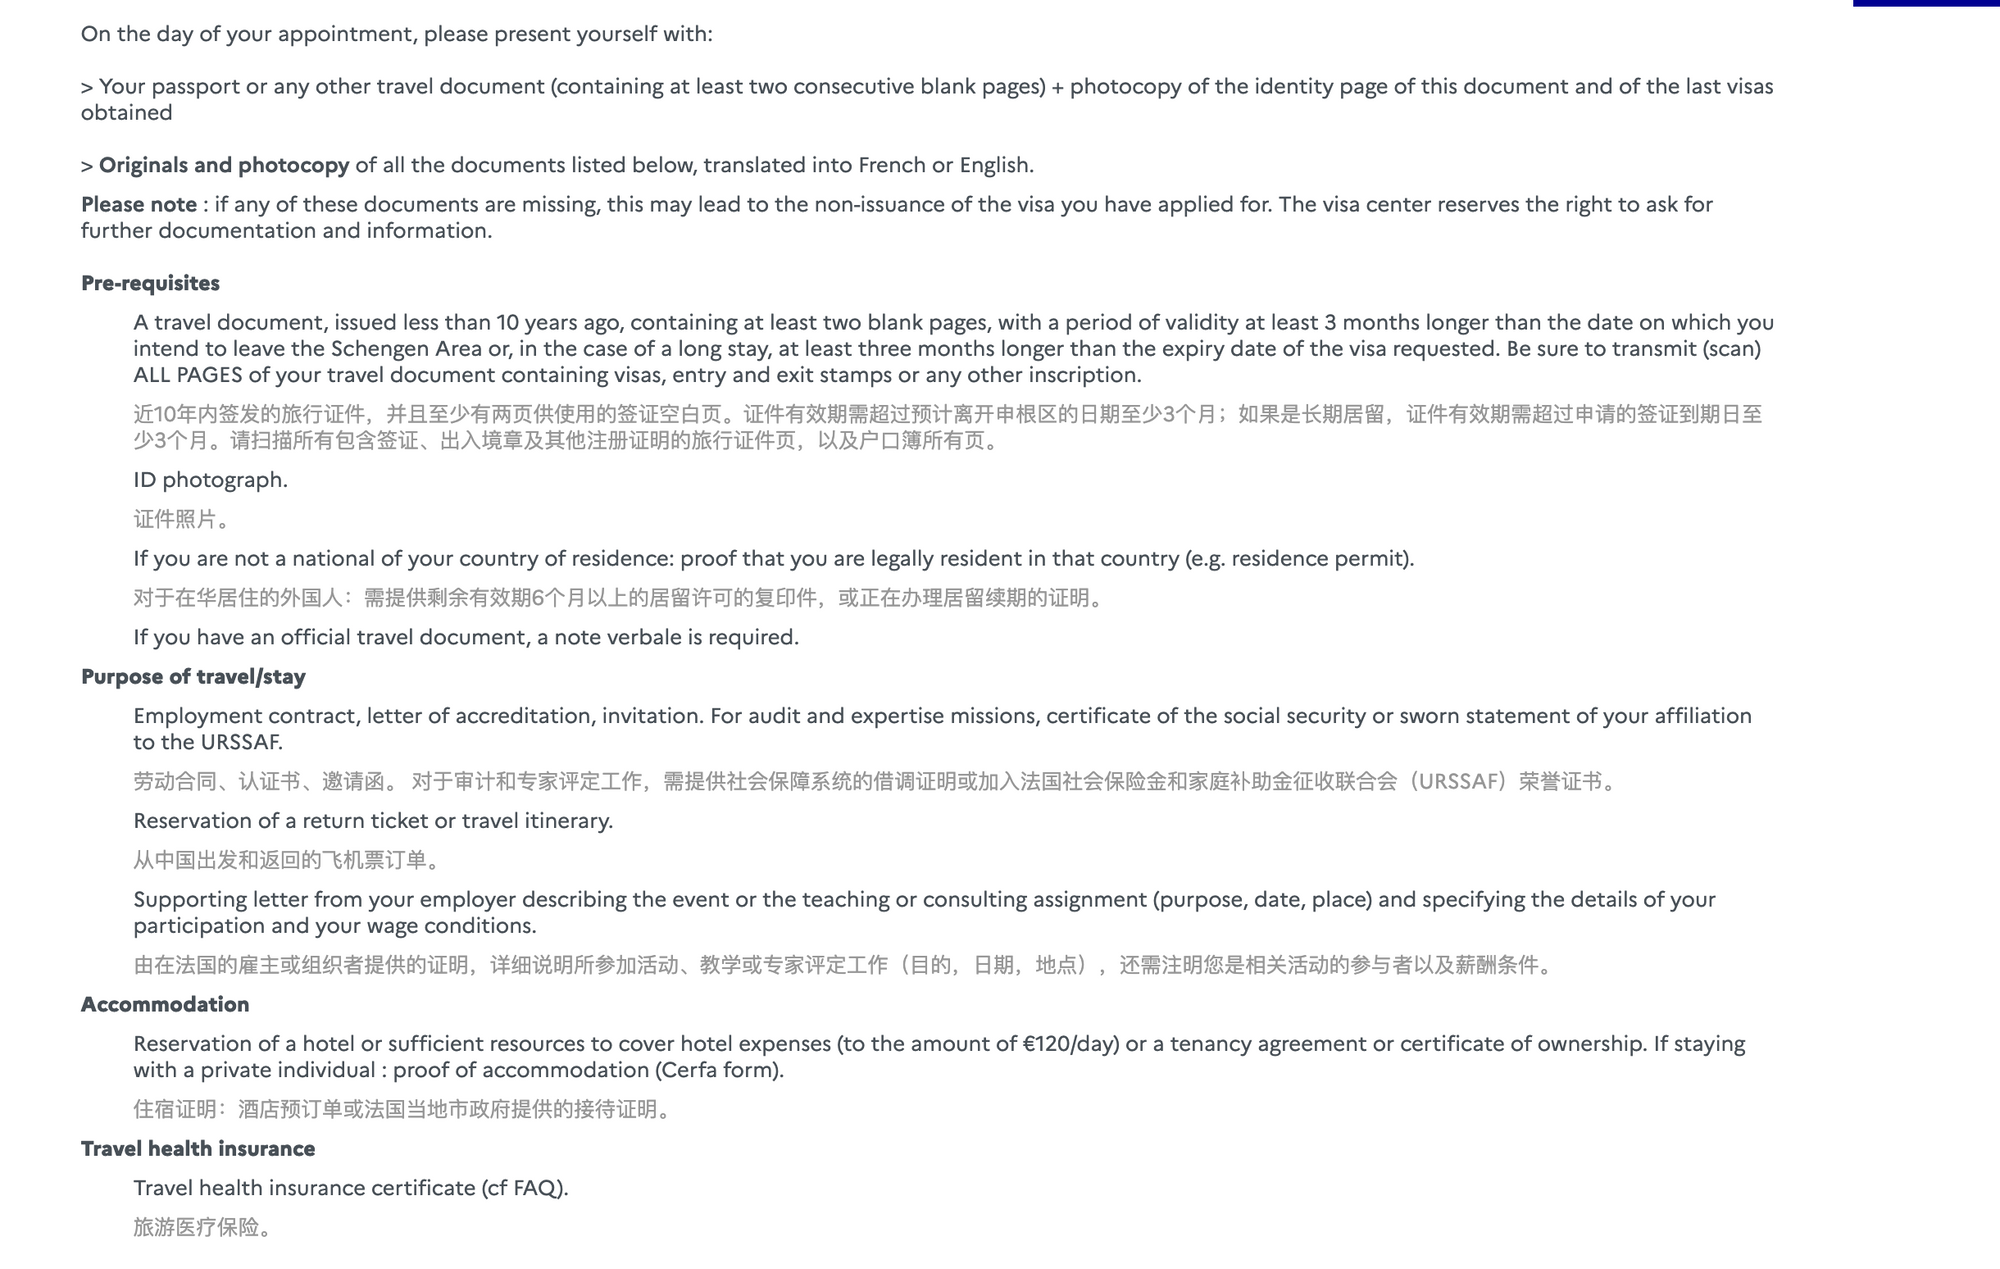 On the day of your appointment, please present yourself with:
> Your passport or any other travel document (containing at least two consecutive blank pages) + photocopy of the identity page of this document and of the last visas
obtained
> Originals and photocopy of all the documents listed below, translated into French or English.
Please note : if any of these documents are missing, this may lead to the non-issuance of the visa you have applied for. The visa center reserves the right to ask for
further documentation and information.
Pre-requisites
A travel document, issued less than 10 years ago, containing at least two blank pages, with a period of validity at least 3 months longer than the date on which you
intend to leave the Schengen Area or, in the case of a long stay, at least three months longer than the expiry date of the visa requested. Be sure to transmit (scan)
ALL PAGES of your travel document containing visas, entry and exit stamps or any other inscription.
近10年内签发的旅行证件，并且至少有两页供使用的签证空白页。证件有效期需超过预计离开申根区的日期至少3个月；如果是长期居留，证件有效期需超过申请的签证到期日至
少3个月。请扫描所有包含签证、出入境章及其他注册证明的旅行证件页，以及户口簿所有页。
ID photograph.
证件照片。
If you are not a national of your country of residence: proof that you are legally resident in that country (e.g. residence permit).
对于在华居住的外国人：需提供剩余有效期6个月以上的居留许可的复印件，或正在办理居留续期的证明。
If you have an official travel document, a note verbale is required.
Purpose of travel/stay
Employment contract, letter of accreditation, invitation. For audit and expertise missions, certificate of the social security or sworn statement of your affiliation
to the URSSAF.
劳动合同、认证书、邀请函。 对于审计和专家评定工作，需提供社会保障系统的借调证明或加入法国社会保险金和家庭补助金征收联合会（URSSAF）荣誉证书。
Reservation of a return ticket or travel itinerary.
从中国出发和返回的飞机票订单。
Supporting letter from your employer describing the event or the teaching or consulting assignment (purpose, date, place) and specifying the details of your
participation and your wage conditions.
由在法国的雇主或组织者提供的证明，详细说明所参加活动、教学或专家评定工作（目的，日期，地点），还需注明您是相关活动的参与者以及薪酬条件。
Accommodation
Reservation of a hotel or sufficient resources to cover hotel expenses (to the amount of €120/day) or a tenancy agreement or certificate of ownership. If staying
with a private individual : proof of accommodation (Cerfa form).
住宿证明：酒店预订单或法国当地市政府提供的接待证明。
Travel health insurance
Travel health insurance certificate (cf FAQ).
旅游医疗保险。